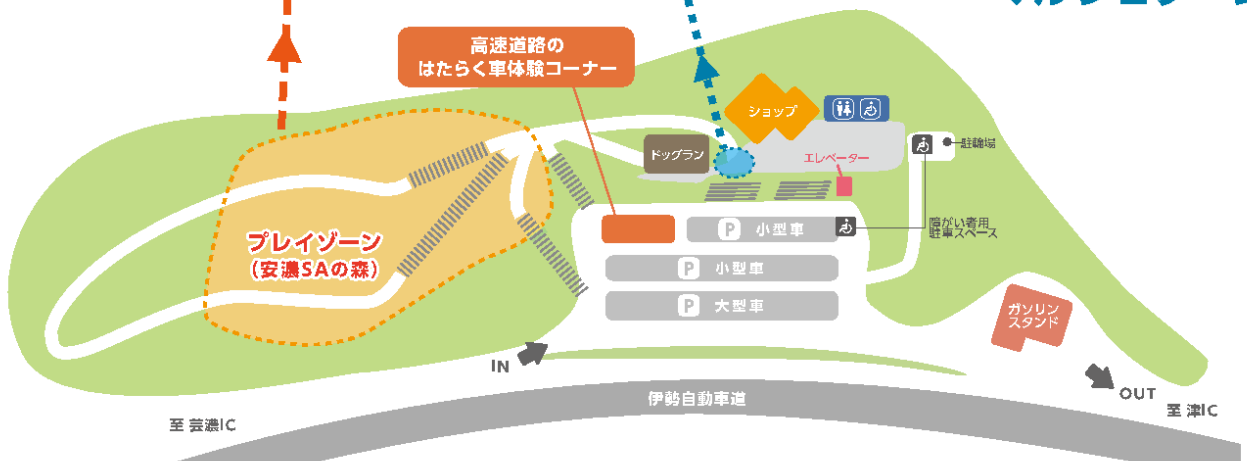 高速道路の
はたらく車体験コーナー
ショップ
ドッグラン
エレベーター
駐輪場
障がい者用
駐車スペース
プレイゾーン
(安濃SAの森)
P 小型車
P 小型車
P 大型車
ガソリン
スタンド
IN
OUT
伊勢自動車道
至 芸濃IC
至 津IC